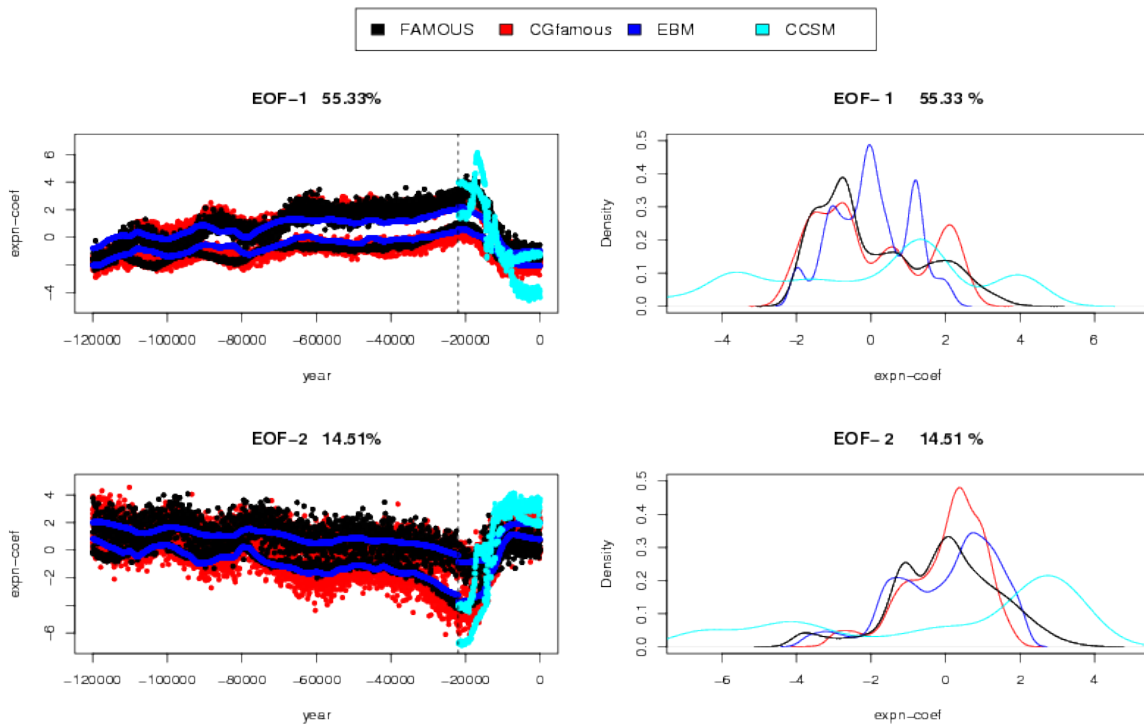 FAMOUS CGfamous EBM CCSM
EOF-1 55.33%
expn-coef
6
4
2
0
-4
-120000 -100000 -80000 -60000 -40000 -20000 0
year
EOF- 1 55.33 %
Density
0.5
0.4
0.3
0.2
0.1
0.0
-4 -2 0 2 4 6
expn-coef
EOF-2 14.51%
expn-coef
4
2
0
-2
-6
-120000 -100000 -80000 -60000 -40000 -20000 0
year
EOF- 2 14.51 %
Density
0.5
0.4
0.3
0.2
0.1
0.0
-6 -4 -2 0 2 4
expn-coef